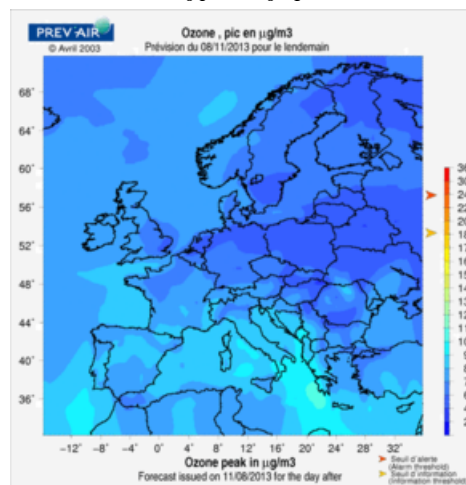 PREV'AIR
© Avril 2003
Ozone , pic en µg/m3
Prévision du 08/11/2013 pour le lendemain
68°
64°
60°
56°
52°
48°
44°
40°
36°
−12° −8° −4° 0° 4° 8° 12° 16° 20° 24° 28° 32°
Ozone peak in µg/m3
Forecast issued on 11/08/2013 for the day after
Seuil d'alerte
(Alarm threshold)
Seuil d'information
(Information threshold)